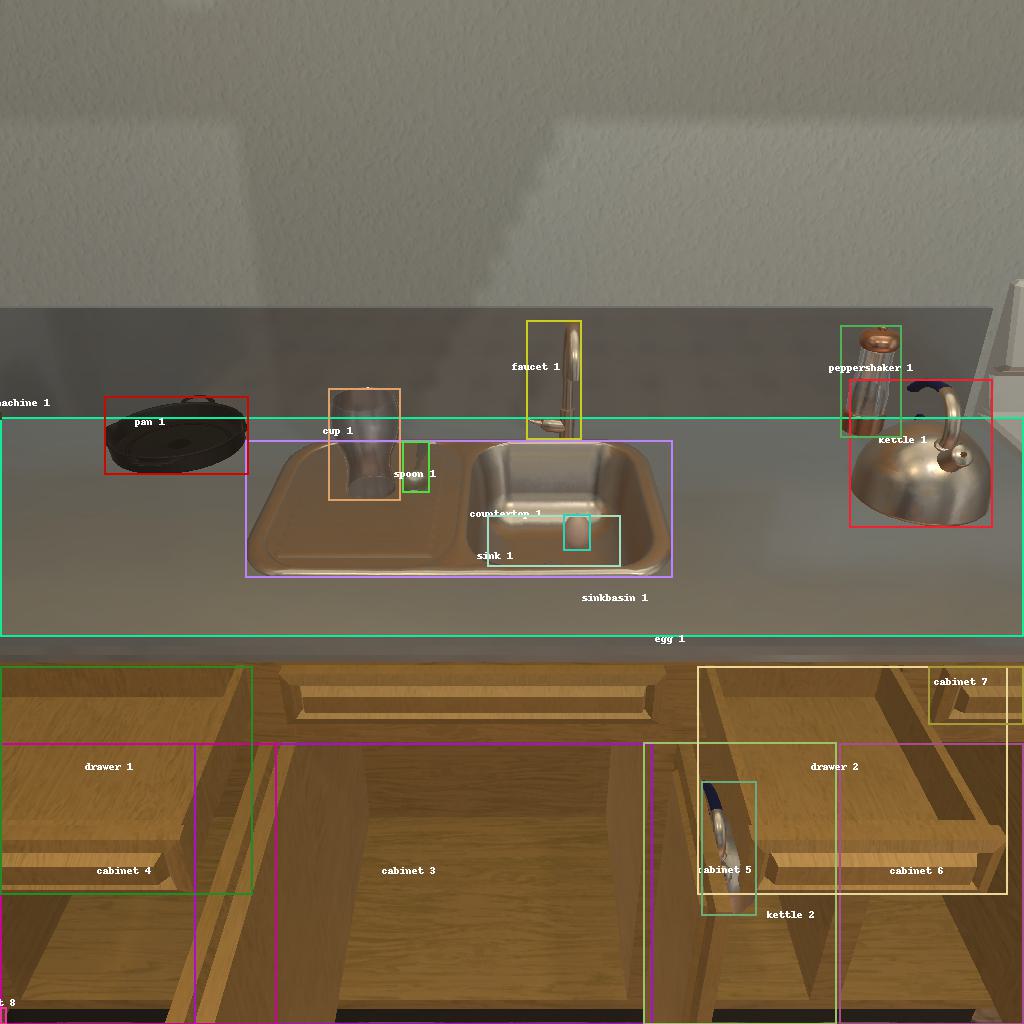 achine 1
pan 1
cup 1
spoon 1
faucet 1
peppershaker 1
kettle 1
countertop 1
sink 1
sinkbasin 1
egg 1
cabinet 7
drawer 1
drawer 2
cabinet 4
cabinet 3
cabinet 5
cabinet 6
kettle 2
t 8